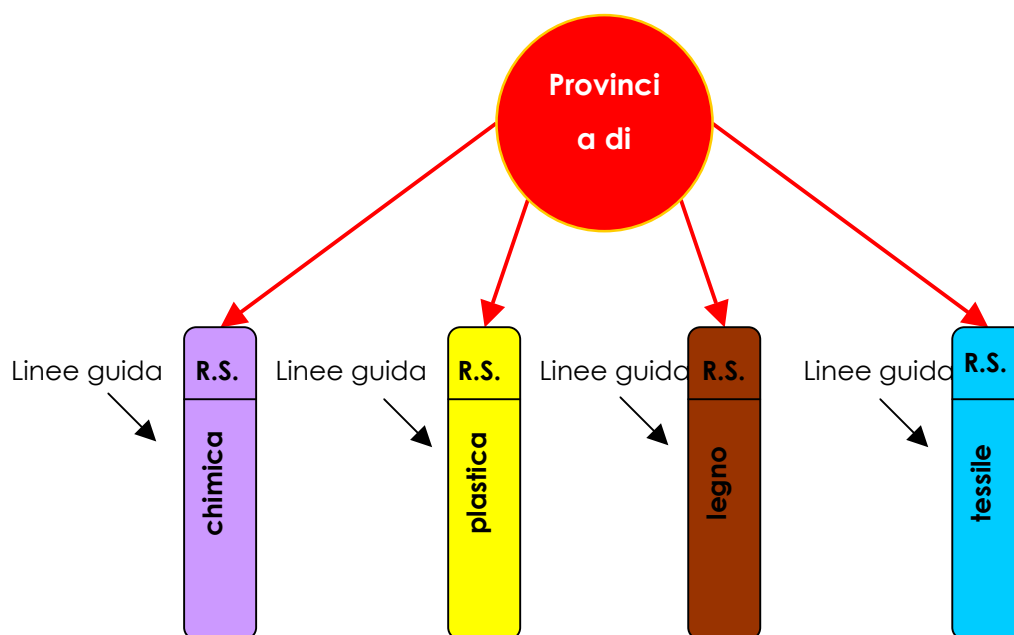 Provinci
a di
Linee guida
R.S.
Linee guida
R.S.
Linee guida
R.S.
Linee guida
R.S.
chimica
plastica
legno
tessile